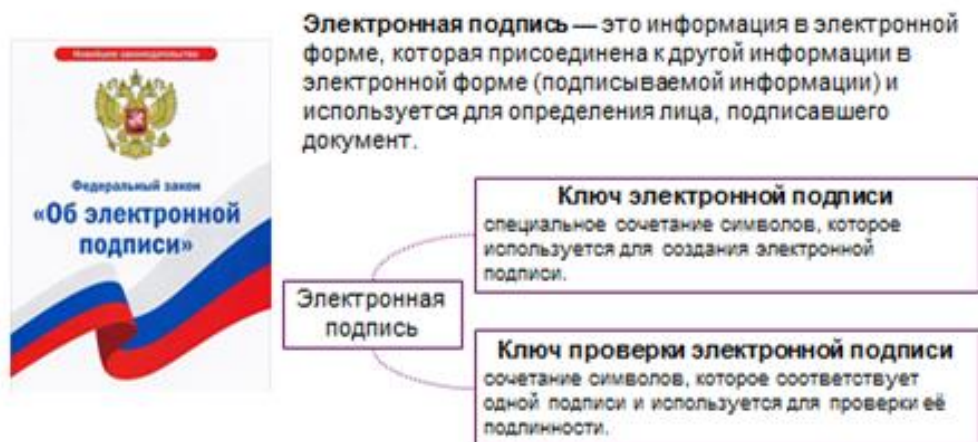 Новейшее законодательство
Федеральный закон
«Об электронной
подписи»
Электронная подпись — это информация в электронной
форме, которая присоединена к другой информации в
электронной форме (подписываемой информации) и
используется для определения лица, подписавшего
документ.
Электронная
подпись
Ключ электронной подписи
специальное сочетание символов, которое
используется для создания электронной
подписи.
Ключ проверки электронной подписи
сочетание символов, которое соответствует
одной подписи и используется для проверки её
подлинности.